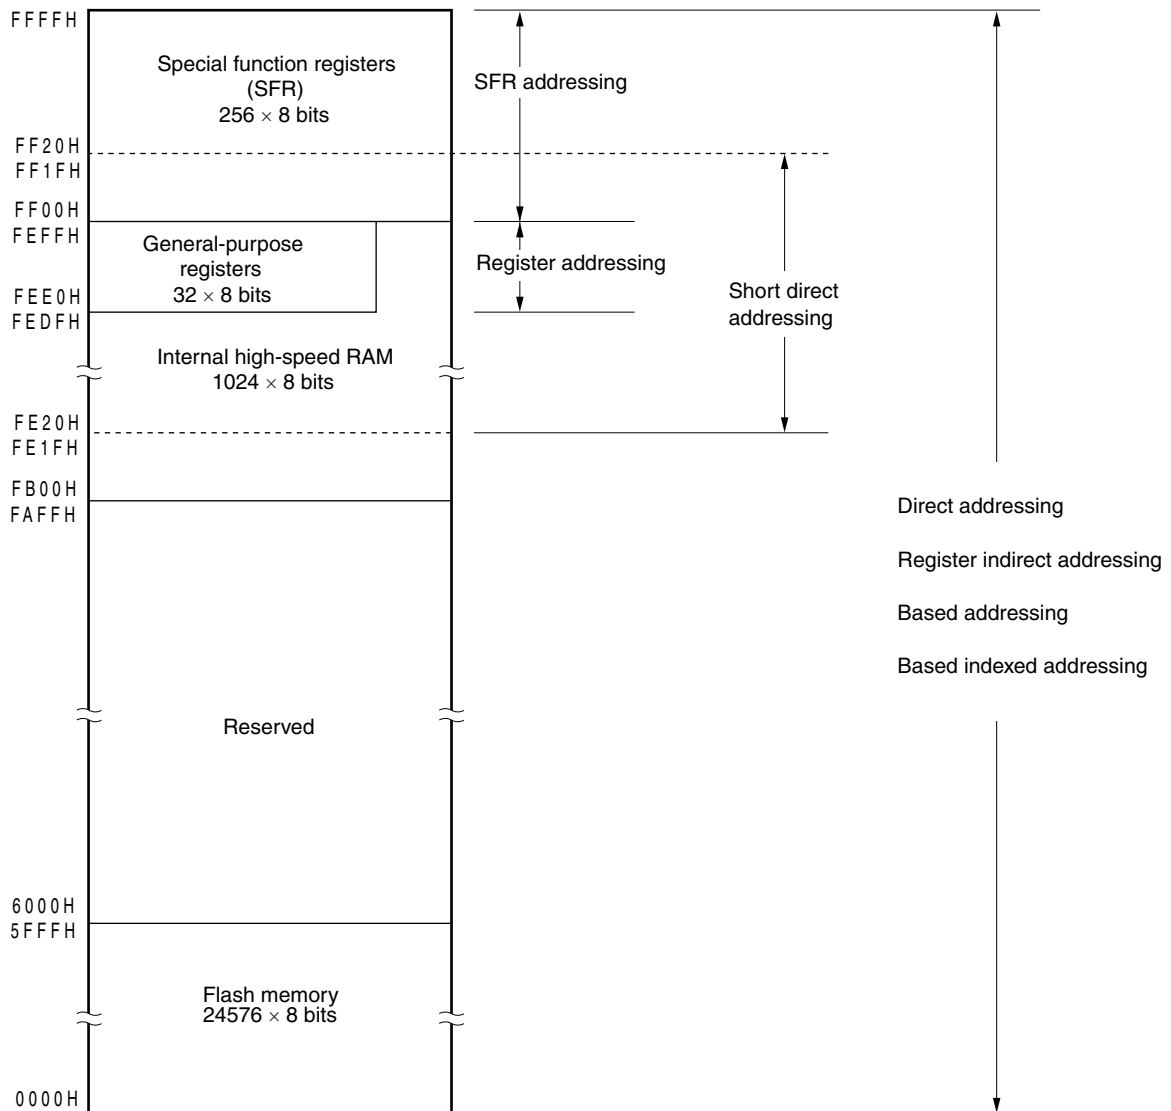 FFFFH
Special function registers
(SFR)
256 × 8 bits
SFR addressing
FF20H
FF1FH
FF00H
FEFFH
General-purpose
registers
32 × 8 bits
Register addressing
Short direct
addressing
FEE0H
FEDFH
Internal high-speed RAM
1024 × 8 bits
FE20H
FE1FH
FB00H
FAFFH
Direct addressing
Register indirect addressing
Based addressing
Based indexed addressing
Reserved
6000H
5FFFH
Flash memory
24576 × 8 bits
0000H